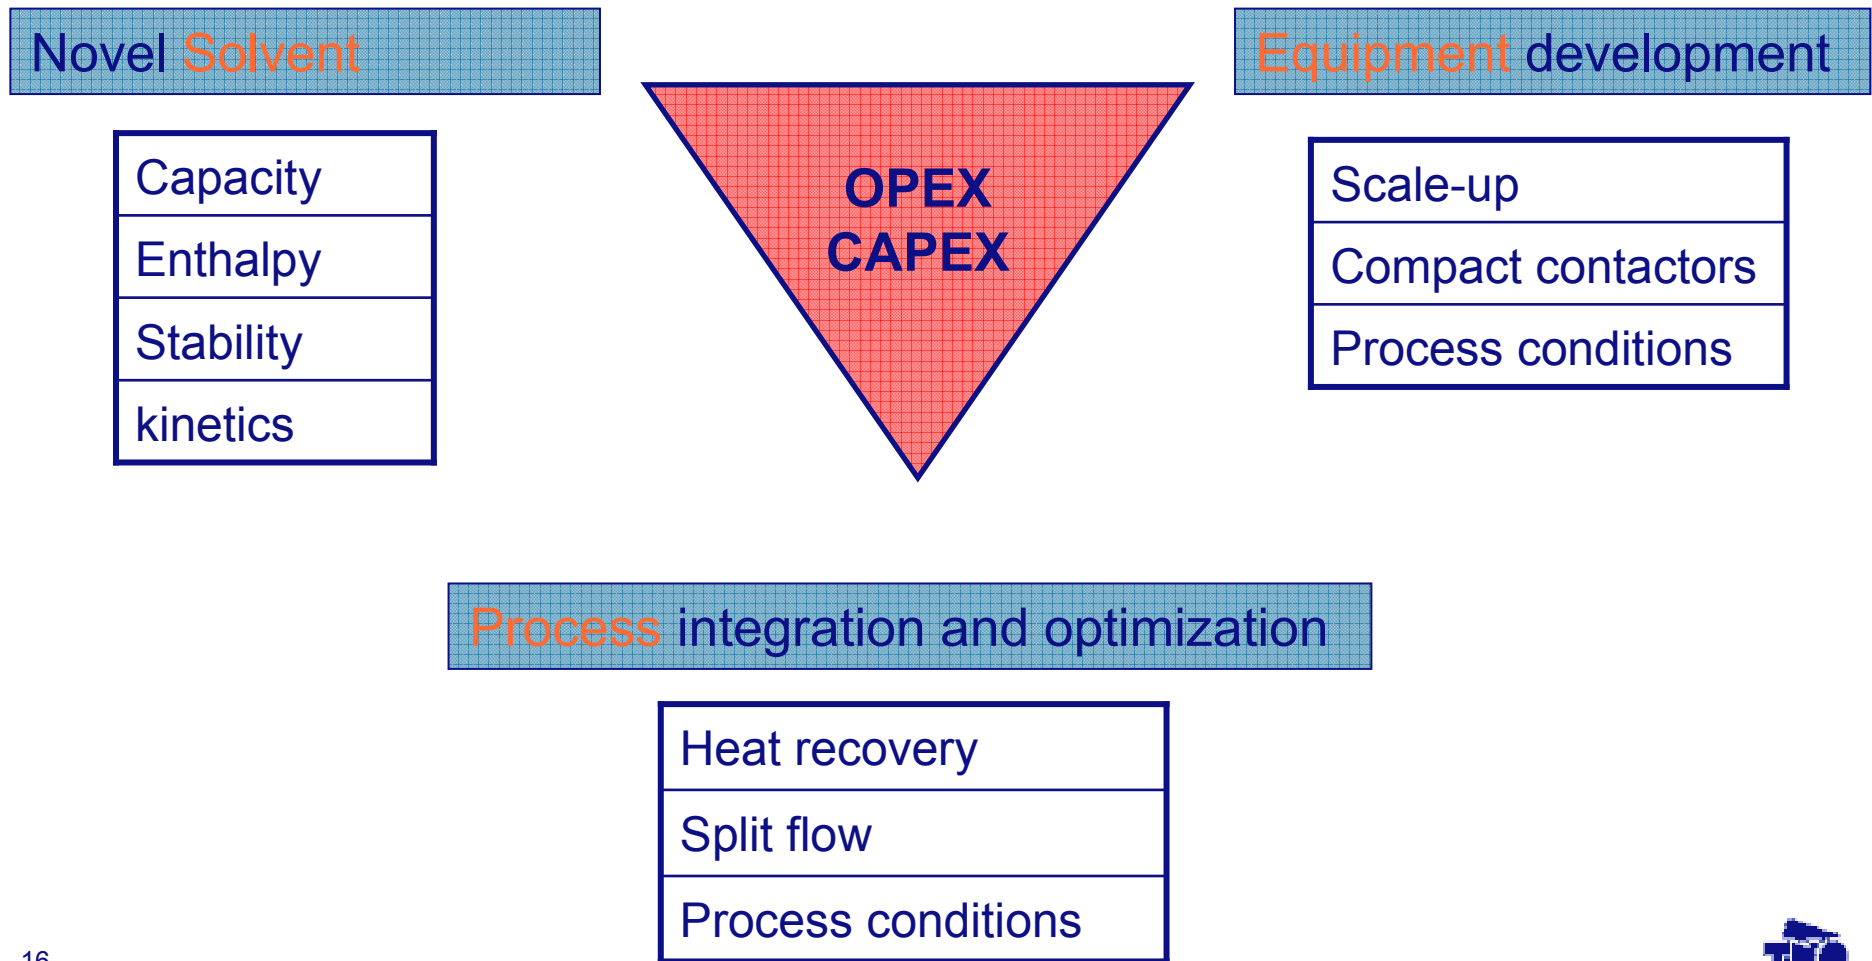 Novel Solvent
Equipment development
Capacity
Enthalpy
Stability
kinetics
OPEX
CAPEX
Scale-up
Compact contactors
Process conditions
Process integration and optimization
Heat recovery
Split flow
Process conditions
16